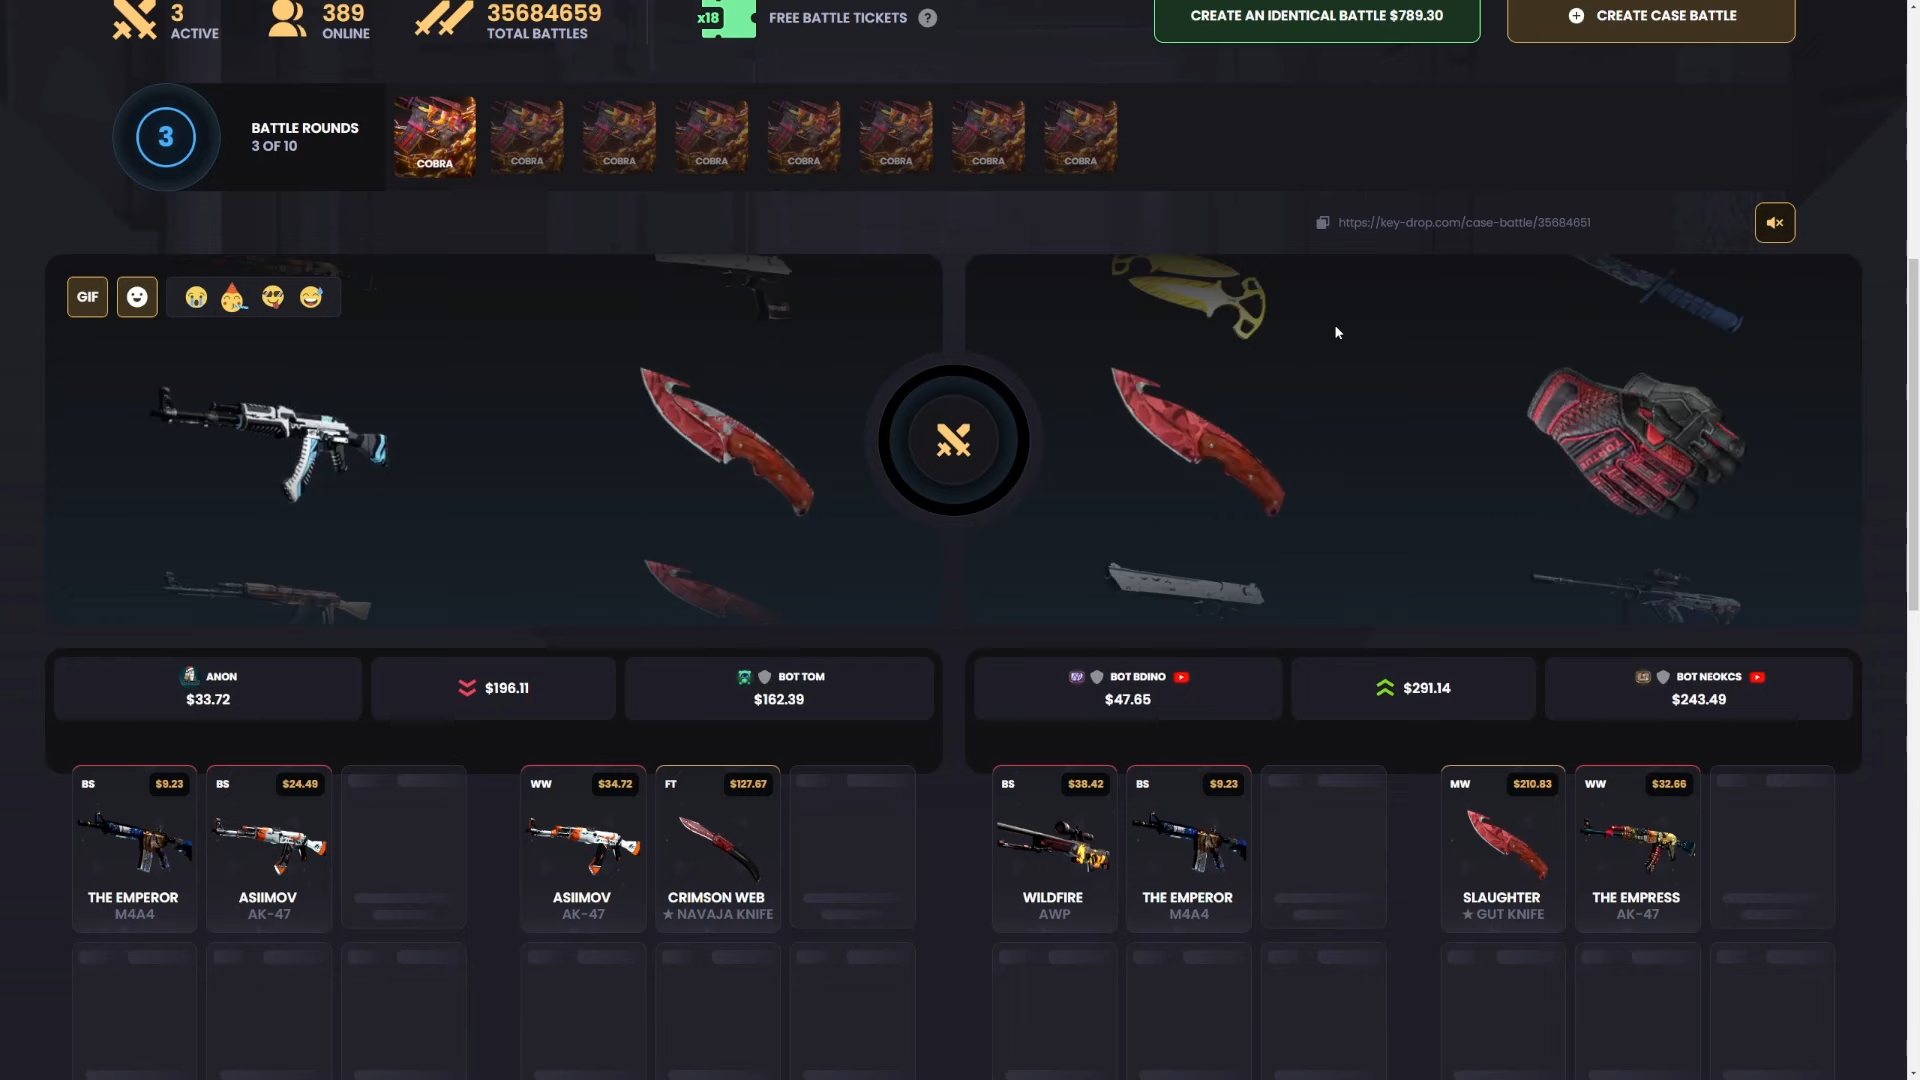 3
ACTIVE
389
ONLINE
35684659
TOTAL BATTLES
x18
FREE BATTLE TICKETS
?
CREATE AN IDENTICAL BATTLE $789.30
CREATE CASE BATTLE
3
BATTLE ROUNDS
3 OF 10
COBRA
COBRA
COBRA
COBRA
COBRA
COBRA
COBRA
COBRA
https://key-drop.com/case-battle/35684651
GIF
ANON
$33.72
$196.11
BOT TOM
$162.39
BOT BDINO
$47.65
$291.14
BOT NEOKCS
$243.49
BS $9.23
THE EMPEROR
M4A4
BS $24.49
ASIIMOV
AK-47
WW $34.72
ASIIMOV
AK-47
FT $127.67
CRIMSON WEB
★ NAVAJA KNIFE
BS $38.42
WILDFIRE
AWP
BS $9.23
THE EMPEROR
M4A4
MW $210.83
SLAUGHTER
★ GUT KNIFE
WW $32.66
THE EMPRESS
AK-47